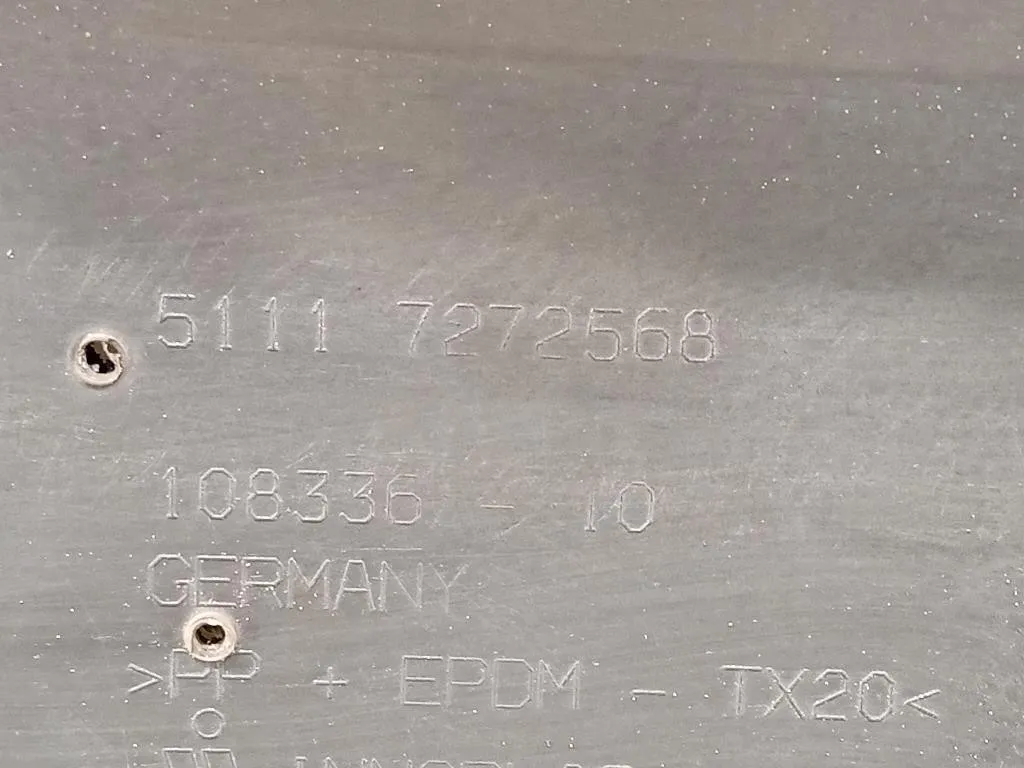 5111 7272568
108336 - 10
GERMANY
>PP + EPDM - TX20<